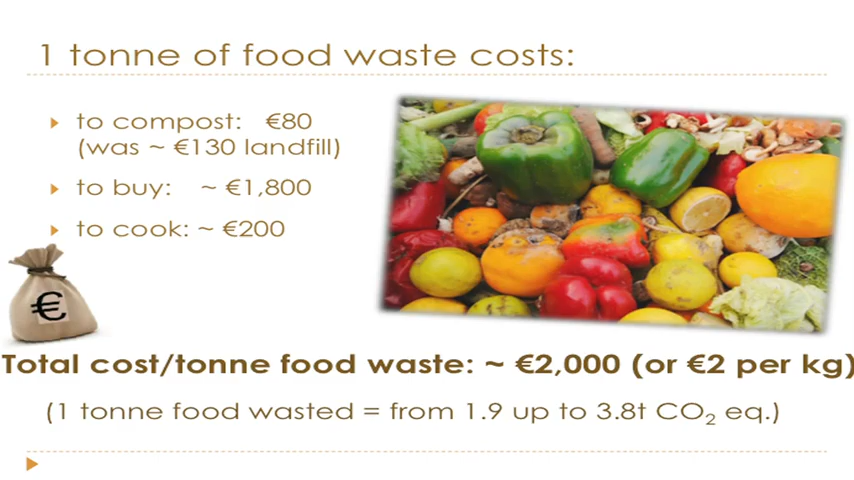 1 tonne of food waste costs:
to compost: €80
(was ~ €130 landfill)
to buy: ~ €1,800
to cook: ~ €200
€
Total cost/tonne food waste: ~ €2,000 (or €2 per kg)
(1 tonne food wasted = from 1.9 up to 3.8t CO₂ eq.)